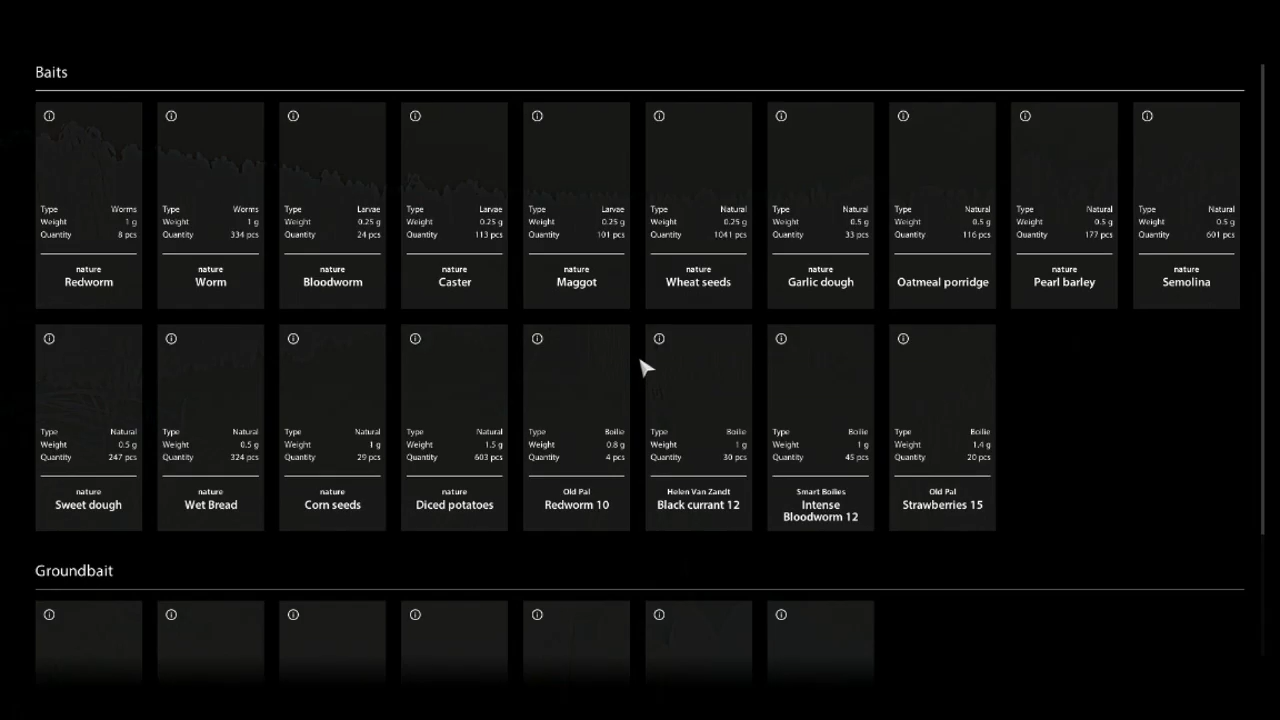 Baits
Type Worms
Weight 1 g
Quantity 8 pcs
nature
Redworm
Type Worms
Weight 1 g
Quantity 334 pcs
nature
Worm
Type Larvae
Weight 0.25 g
Quantity 24 pcs
nature
Bloodworm
Type Larvae
Weight 0.25 g
Quantity 113 pcs
nature
Caster
Type Larvae
Weight 0.25 g
Quantity 101 pcs
nature
Maggot
Type Natural
Weight 0.25 g
Quantity 1041 pcs
nature
Wheat seeds
Type Natural
Weight 0.5 g
Quantity 33 pcs
nature
Garlic dough
Type Natural
Weight 0.5 g
Quantity 116 pcs
Oatmeal porridge
Type Natural
Weight 0.5 g
Quantity 177 pcs
nature
Pearl barley
Type Natural
Weight 0.5 g
Quantity 601 pcs
nature
Semolina
Type Natural
Weight 0.5 g
Quantity 247 pcs
nature
Sweet dough
Type Natural
Weight 0.5 g
Quantity 324 pcs
nature
Wet Bread
Type Natural
Weight 1 g
Quantity 29 pcs
nature
Corn seeds
Type Natural
Weight 1.5 g
Quantity 603 pcs
nature
Diced potatoes
Type Boilie
Weight 0.8 g
Quantity 4 pcs
Old Pal
Redworm 10
Type Boilie
Weight 1 g
Quantity 30 pcs
Helen Van Zandt
Black currant 12
Type Boilie
Weight 1 g
Quantity 45 pcs
Smart Boilies
Intense
Bloodworm 12
Type Boilie
Weight 1.4 g
Quantity 20 pcs
Old Pal
Strawberries 15
Groundbait